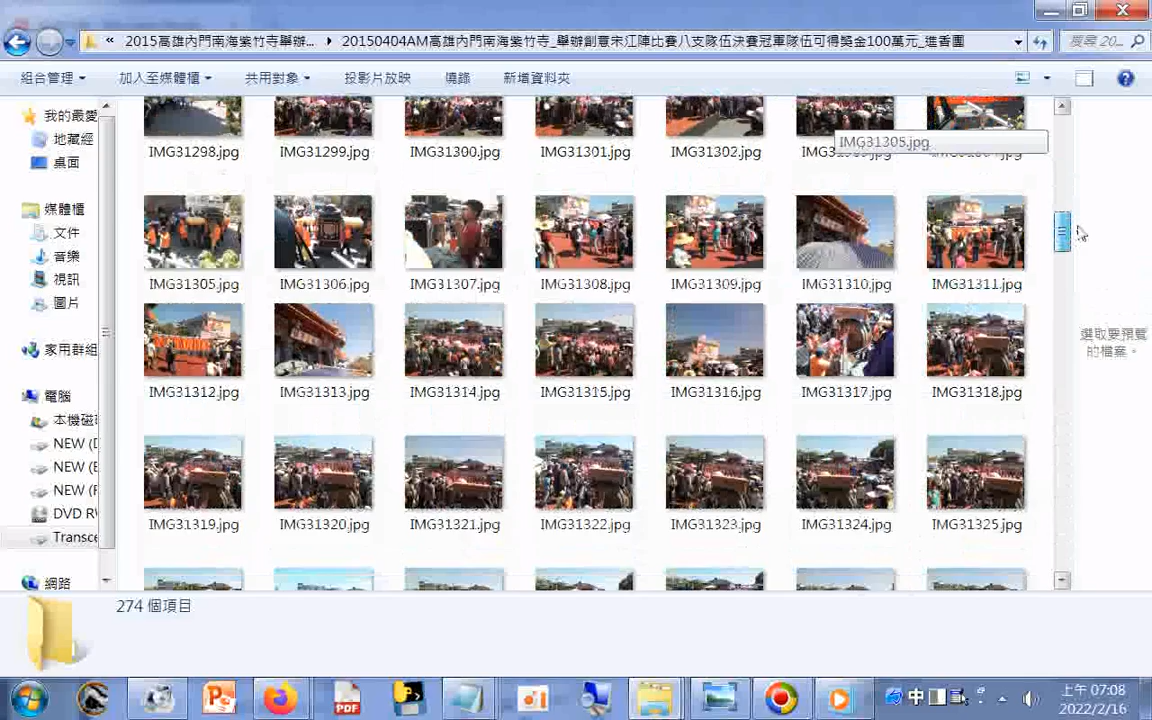 « 2015高雄內門南海紫竹寺舉辦... ▸ 20150404AM高雄內門南海紫竹寺_舉辦創意宋江陣比賽八支隊伍決賽冠軍隊伍可得獎金100萬元_進香團
搜尋 20...
組合管理 加入至媒體櫃 共用對象 投影片放映 燒錄 新增資料夾
我的最愛
地藏經
桌面
媒體櫃
文件
音樂
視訊
圖片
家用群組
電腦
本機磁碟
NEW (D
NEW (E
NEW (F
DVD RW
Transce
網路
IMG31298.jpg IMG31299.jpg IMG31300.jpg IMG31301.jpg IMG31302.jpg
IMG31305.jpg
IMG31305.jpg IMG31306.jpg IMG31307.jpg IMG31308.jpg IMG31309.jpg IMG31310.jpg IMG31311.jpg
IMG31312.jpg IMG31313.jpg IMG31314.jpg IMG31315.jpg IMG31316.jpg IMG31317.jpg IMG31318.jpg
IMG31319.jpg IMG31320.jpg IMG31321.jpg IMG31322.jpg IMG31323.jpg IMG31324.jpg IMG31325.jpg
選取要預覽
的檔案。
274 個項目
PDF
中
上午 07:08
2022/2/16